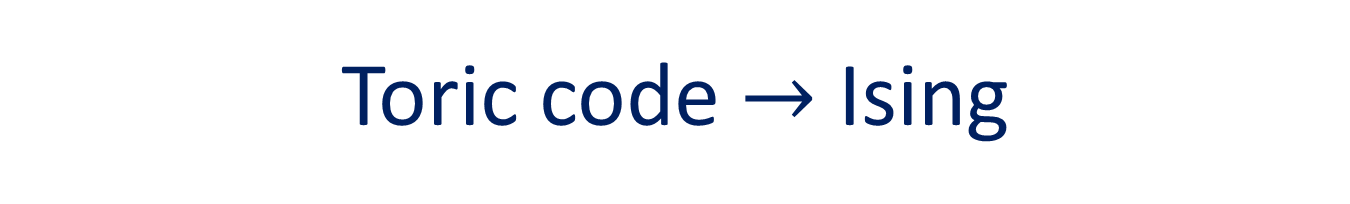 Toric code → Ising